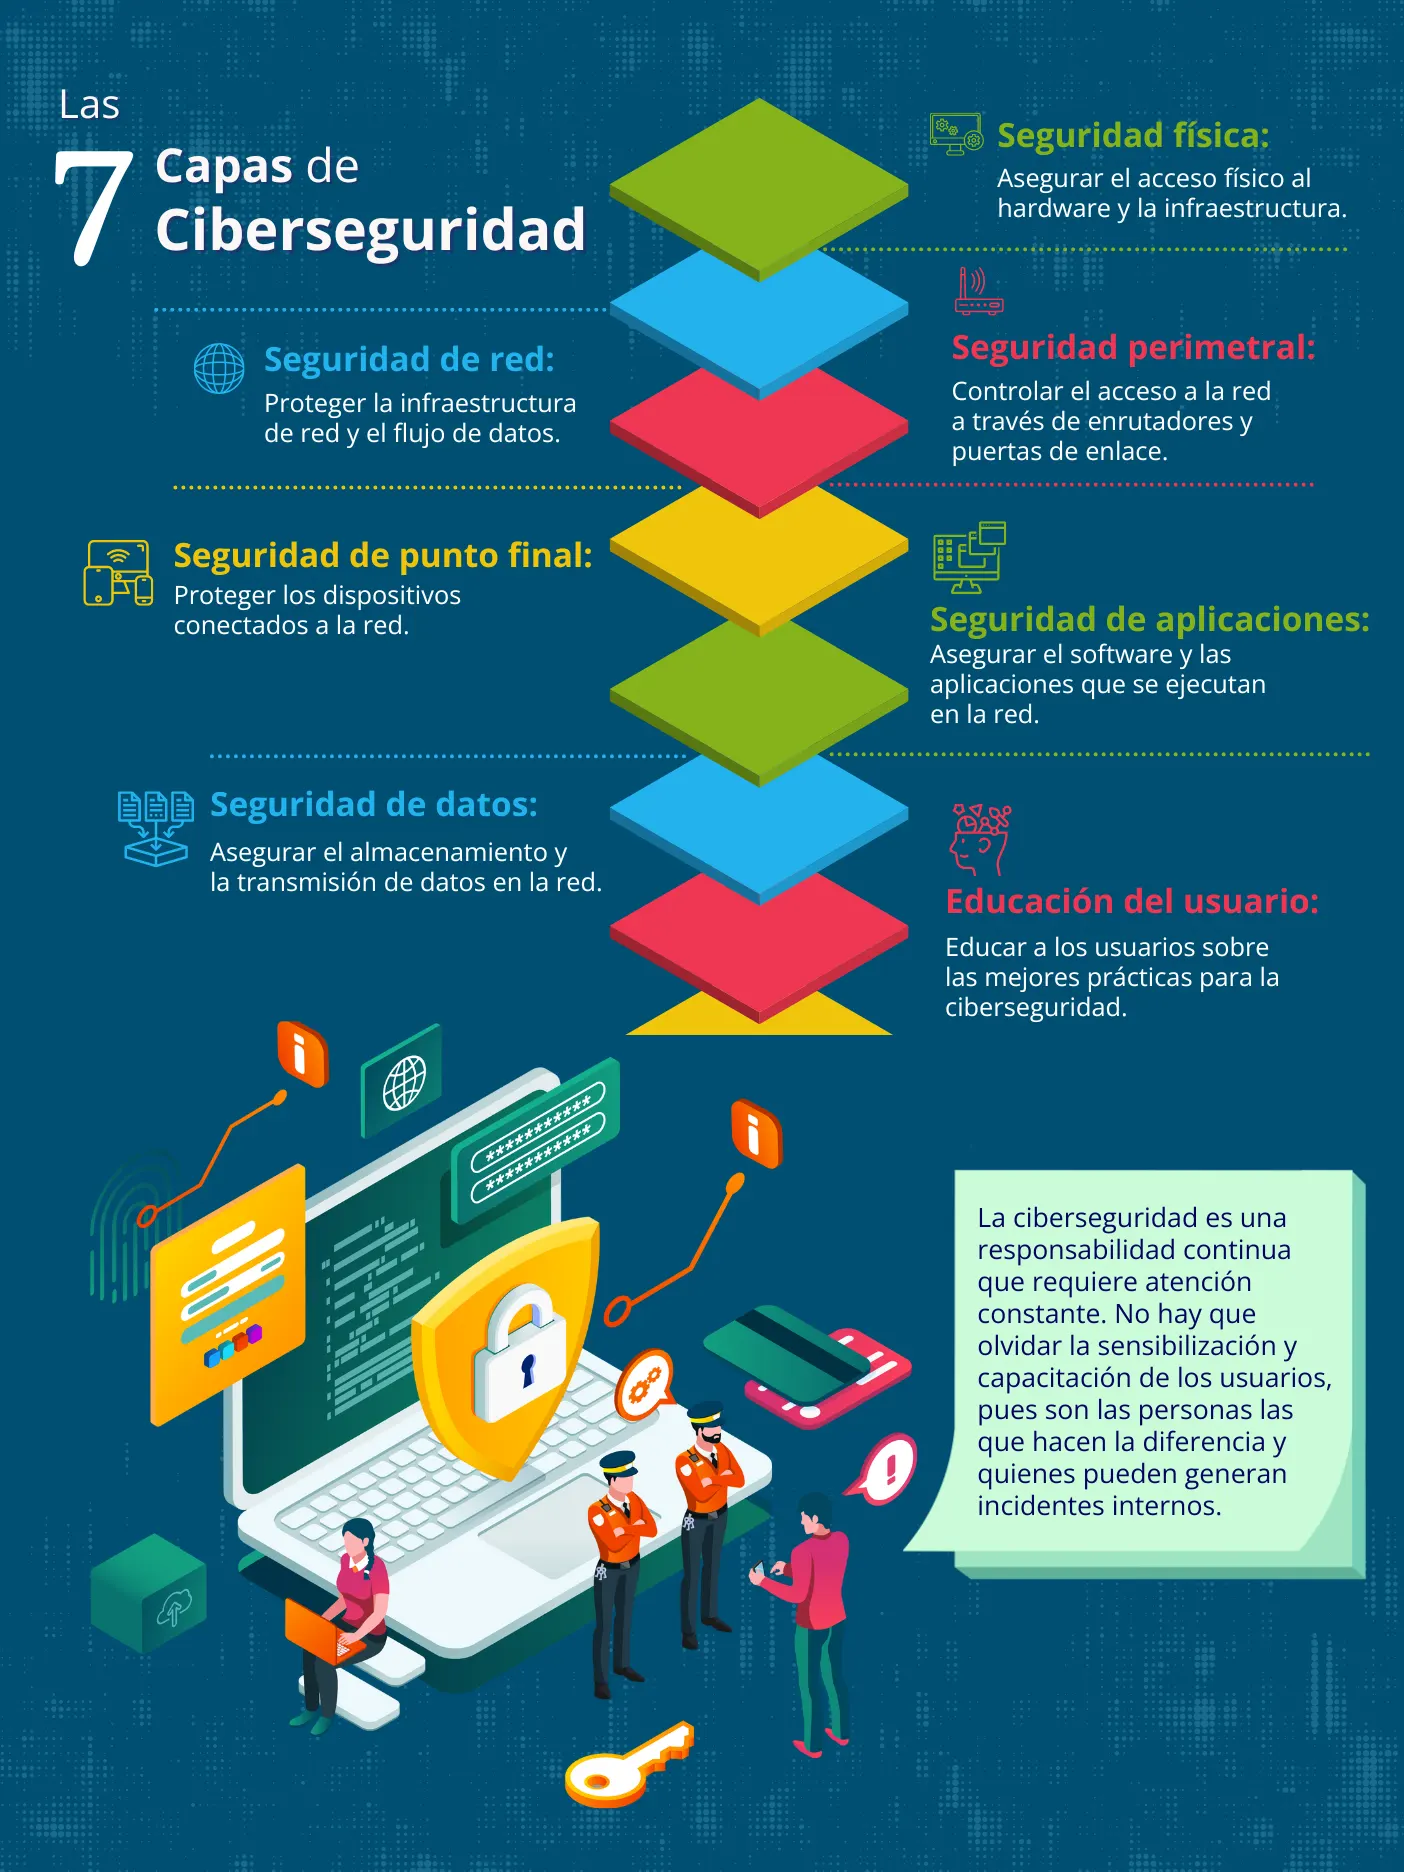 Las
7 Capas de
Ciberseguridad
Seguridad física:
Asegurar el acceso físico al
hardware y la infraestructura.
Seguridad de red:
Proteger la infraestructura
de red y el flujo de datos.
Seguridad perimetral:
Controlar el acceso a la red
a través de enrutadores y
puertas de enlace.
Seguridad de punto final:
Proteger los dispositivos
conectados a la red.
Seguridad de aplicaciones:
Asegurar el software y las
aplicaciones que se ejecutan
en la red.
Seguridad de datos:
Asegurar el almacenamiento y
la transmisión de datos en la red.
Educación del usuario:
Educar a los usuarios sobre
las mejores prácticas para la
ciberseguridad.
i
i
***********
***********
!
La ciberseguridad es una
responsabilidad continua
que requiere atención
constante. No hay que
olvidar la sensibilización y
capacitación de los usuarios,
pues son las personas las
que hacen la diferencia y
quienes pueden generan
incidentes internos.